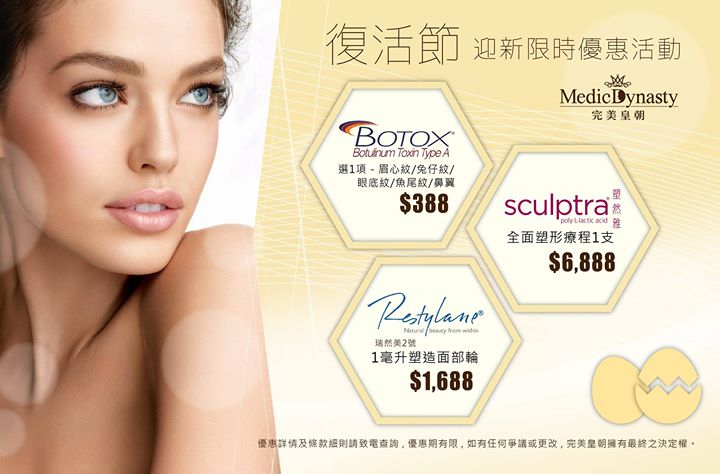 復活節 迎新限時優惠活動
MedicDynasty
完美皇朝
BOTOX®
Botulinum Toxin Type A
選1項 - 眉心紋/兔仔紋/
眼底紋/魚尾紋/鼻翼
$388
sculptra® 塑然雅
poly-L-lactic acid
全面塑形療程1支
$6,888
Restylane®
Natural beauty from within
瑞然美2號
1毫升塑造面部輪
$1,688
優惠詳情及條款細則請致電查詢,優惠期有限,如有任何爭議或更改,完美皇朝擁有最終之決定權。